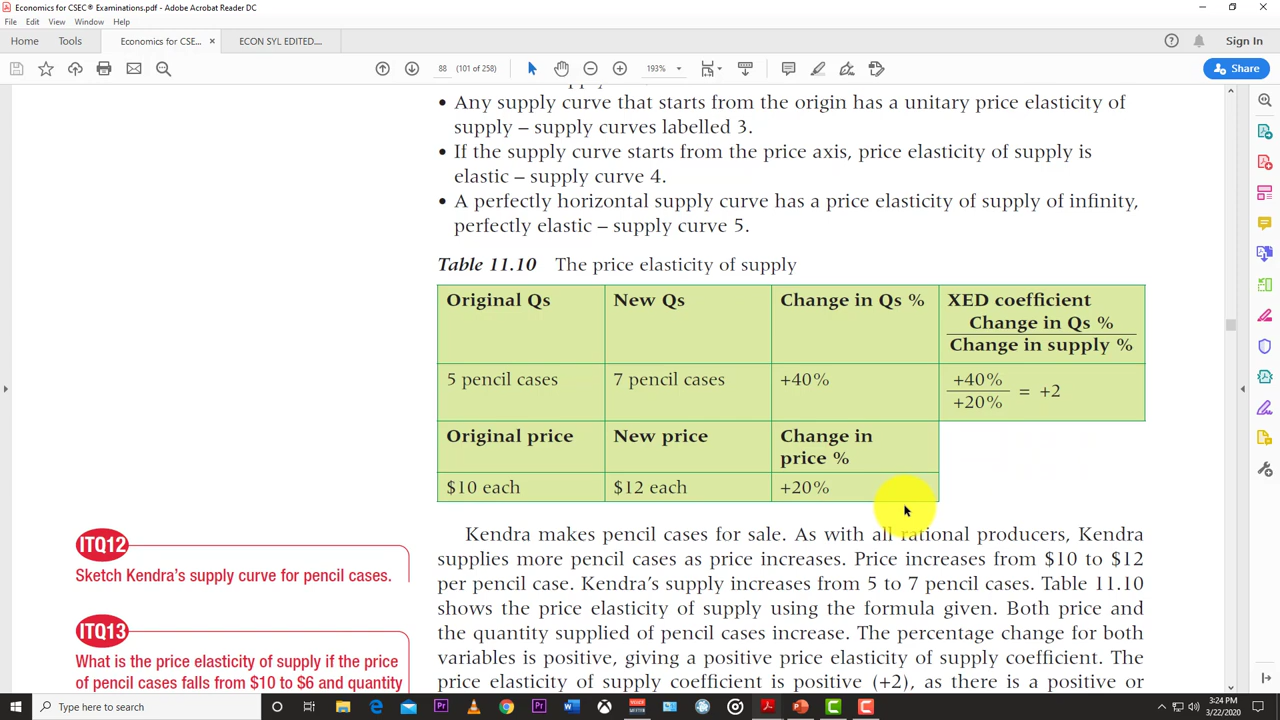 Economics for CSEC® Examinations.pdf - Adobe Acrobat Reader DC
File Edit View Window Help
Home Tools Economics for CSE... × ECON SYL EDITED.... Sign In
88 (101 of 258) 193% Share
• Any supply curve that starts from the origin has a unitary price elasticity of
supply – supply curves labelled 3.
• If the supply curve starts from the price axis, price elasticity of supply is
elastic – supply curve 4.
• A perfectly horizontal supply curve has a price elasticity of supply of infinity,
perfectly elastic – supply curve 5.
Table 11.10 The price elasticity of supply
Original Qs New Qs Change in Qs % XED coefficient
Change in Qs %
Change in supply %
5 pencil cases 7 pencil cases +40% +40%
+20% = +2
Original price New price Change in
price %
$10 each $12 each +20%
Kendra makes pencil cases for sale. As with all rational producers, Kendra
supplies more pencil cases as price increases. Price increases from $10 to $12
per pencil case. Kendra's supply increases from 5 to 7 pencil cases. Table 11.10
shows the price elasticity of supply using the formula given. Both price and
the quantity supplied of pencil cases increase. The percentage change for both
variables is positive, giving a positive price elasticity of supply coefficient. The
price elasticity of supply coefficient is positive (+2), as there is a positive or
ITQ12
Sketch Kendra's supply curve for pencil cases.
ITQ13
What is the price elasticity of supply if the price
of pencil cases falls from $10 to $6 and quantity
Type here to search
3:24 PM
3/22/2020